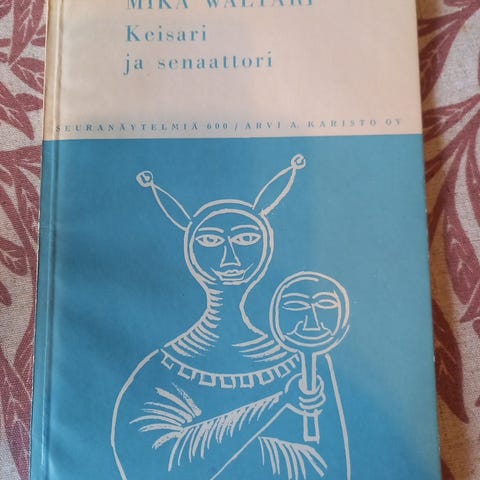 MIKA WALTARI
Keisari
ja senaattori
SEURANÄYTELMIÄ 600 / ARVI A. KARISTO OY